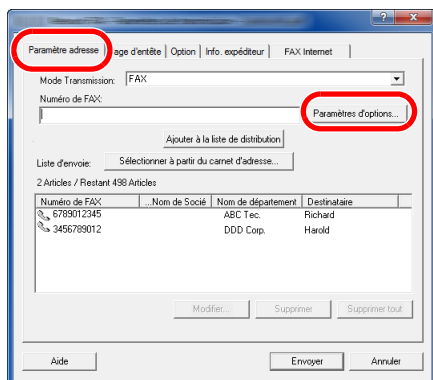 Paramètre adresse | age d'entête | Option | Info. expéditeur | FAX Internet
Mode Transmission: FAX
Numéro de FAX:
Paramètres d'options...
Ajouter à la liste de distribution
Liste d'envoie: Sélectionner à partir du carnet d'adresse...
2 Articles / Restant 498 Articles
Numéro de FAX ...Nom de Socié Nom de département Destinataire
6789012345 ABC Tec. Richard
3456789012 DDD Corp. Harold
Modifier... Supprimer Supprimer tout
Aide Envoyer Annuler